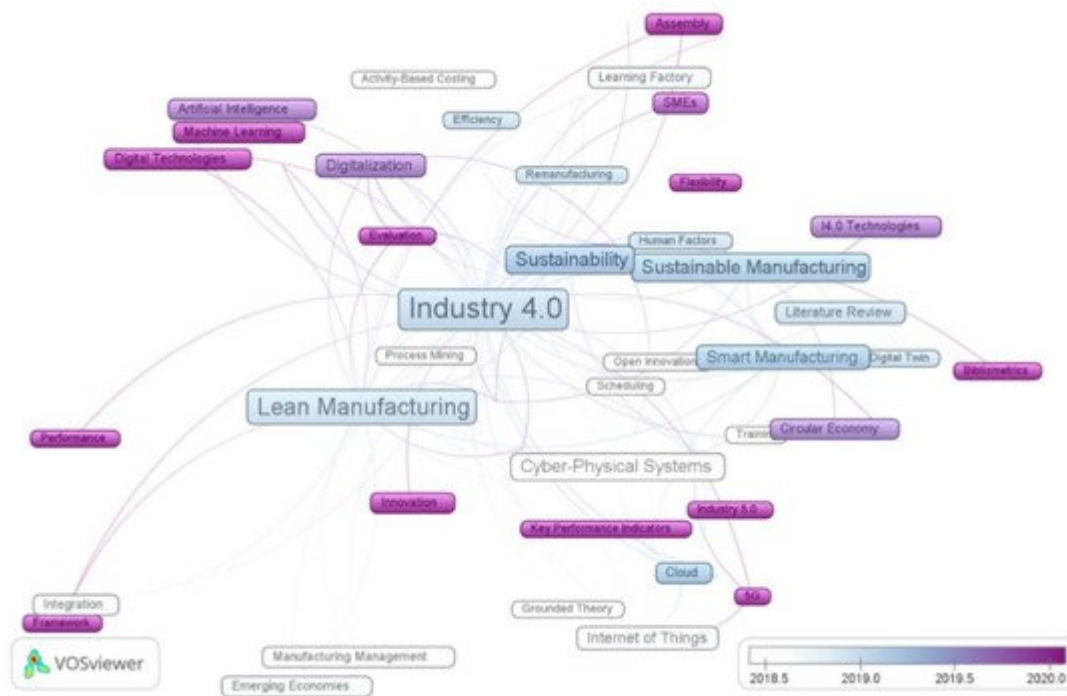 Assembly
Activity-Based Costing
Learning Factory
Artificial Intelligence
SMEs
Efficiency
Machine Learning
Digital Technologies
Digitalization
Remanufacturing
Flexibility
I4.0 Technologies
Evaluation
Human Factors
Sustainability
Sustainable Manufacturing
Industry 4.0
Literature Review
Process Mining
Open Innovation
Smart Manufacturing
Digital Twin
Scheduling
Bibliometrics
Lean Manufacturing
Performance
Circular Economy
Cyber-Physical Systems
Innovation
Industry 5.0
Key Performance Indicators
Cloud
5G
Integration
Grounded Theory
Framework
Internet of Things
Manufacturing Management
VOSviewer
Emerging Economies
2018.5 2019.0 2019.5 2020.0